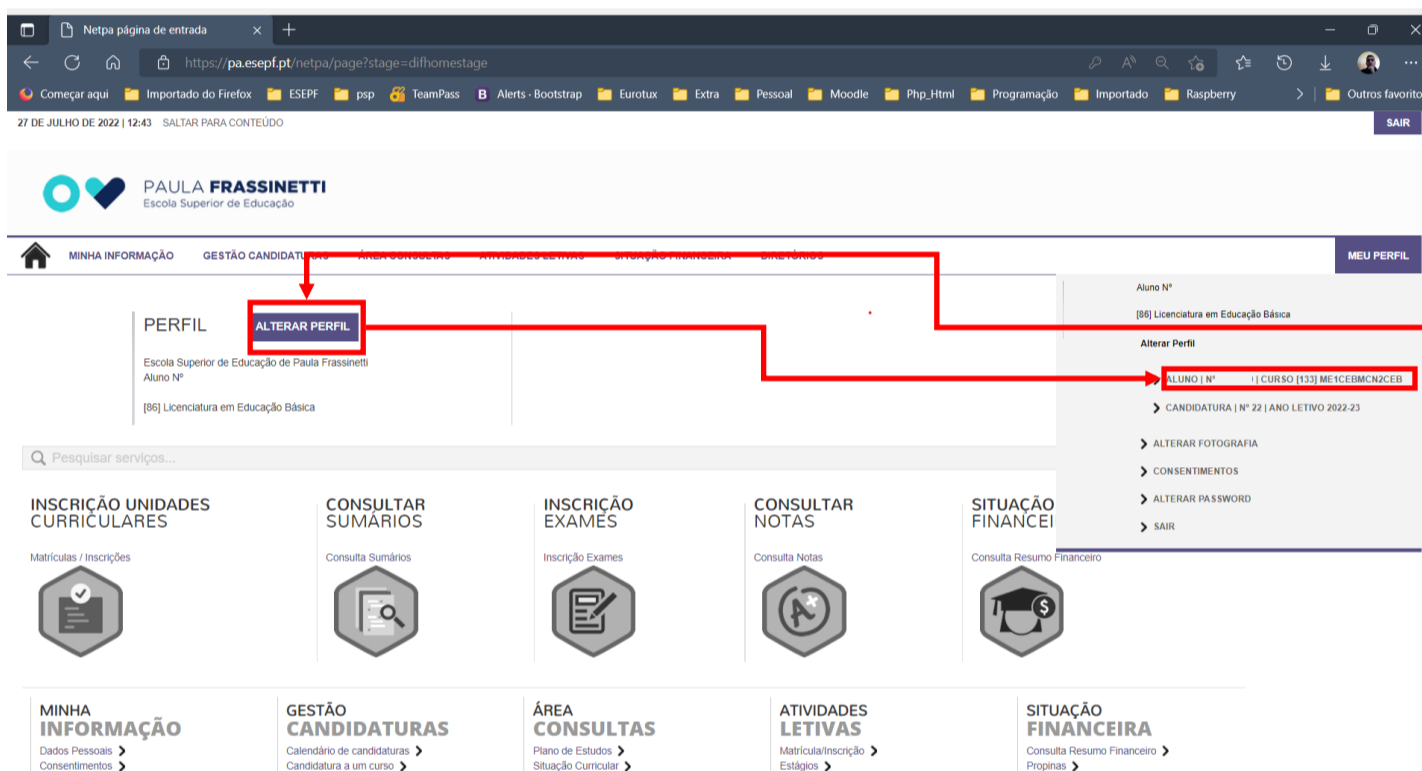 Netpa página de entrada
https://pa.esepf.pt/netpa/page?stage=difhomestage
Começar aqui Importado do Firefox ESEPF psp TeamPass B Alerts - Bootstrap Eurotux Extra Pessoal Moodle Php_Html Programação Importado Raspberry Outros favorito
27 DE JULHO DE 2022 | 12:43 SALTAR PARA CONTEÚDO
SAIR
PAULA FRASSINETTI
Escola Superior de Educação
MINHA INFORMAÇÃO GESTÃO CANDIDATURAS ÁREA CONSULTAS ATIVIDADES LETIVAS SITUAÇÃO FINANCEIRA DIRETÓRIOS MEU PERFIL
Aluno Nº
[86] Licenciatura em Educação Básica
Alterar Perfil
ALUNO | Nº | CURSO [133] ME1CEBMCN2CEB
CANDIDATURA | Nº 22 | ANO LETIVO 2022-23
ALTERAR FOTOGRAFIA
CONSENTIMENTOS
ALTERAR PASSWORD
SAIR
PERFIL ALTERAR PERFIL
Escola Superior de Educação de Paula Frassinetti
Aluno Nº
[86] Licenciatura em Educação Básica
Pesquisar serviços...
INSCRIÇÃO UNIDADES
CURRICULARES
Matrículas / Inscrições
CONSULTAR
SUMÁRIOS
Consulta Sumários
INSCRIÇÃO
EXAMES
Inscrição Exames
CONSULTAR
NOTAS
Consulta Notas
A+
SITUAÇÃO
FINANCEI
Consulta Resumo Financeiro
$
MINHA
INFORMAÇÃO
Dados Pessoais
Consentimentos
GESTÃO
CANDIDATURAS
Calendário de candidaturas
Candidatura a um curso
ÁREA
CONSULTAS
Plano de Estudos
Situação Curricular
ATIVIDADES
LETIVAS
Matrícula/Inscrição
Estágios
SITUAÇÃO
FINANCEIRA
Consulta Resumo Financeiro
Propinas